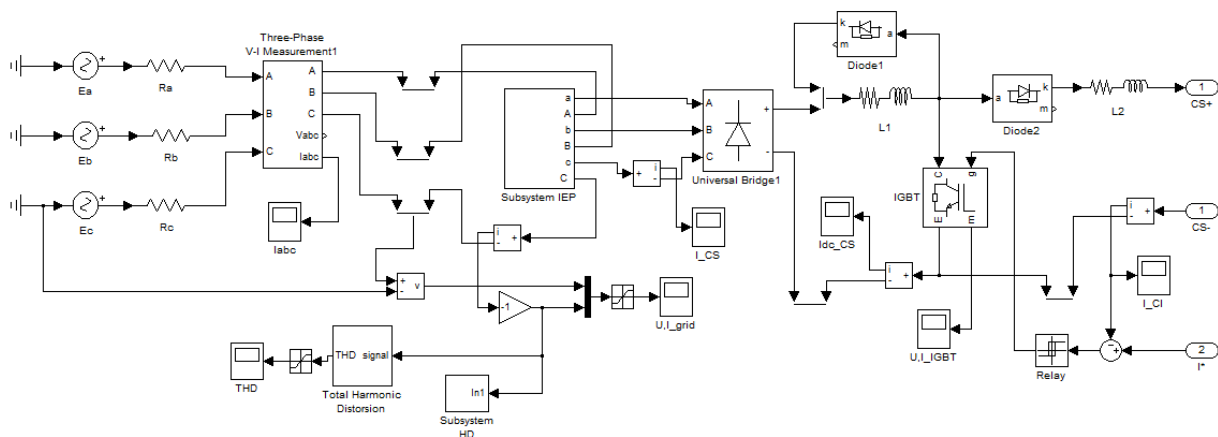 Three-Phase
V-I Measurement1
A
B
C
A
B
C
Vabc
Iabc
Ea
Ra
Eb
Rb
Ec
Rc
Iabc
+
+
+
a
A
b
B
c
C
Subsystem IEP
+
i
-
I_CS
i
-
+
+
-
v
-1
U,I_grid
THD signal
Total Harmonic
Distorsion
THD
In1
Subsystem
HD
A
B
C
+
-
Universal Bridge1
k
m
a
Diode1
L1
a
k
m
Diode2
L2
1
CS+
C
g
E
m
IGBT
Idc_CS
i
-
+
U,I_IGBT
i
-
+
1
CS-
I_CI
Relay
−
+
2
I*